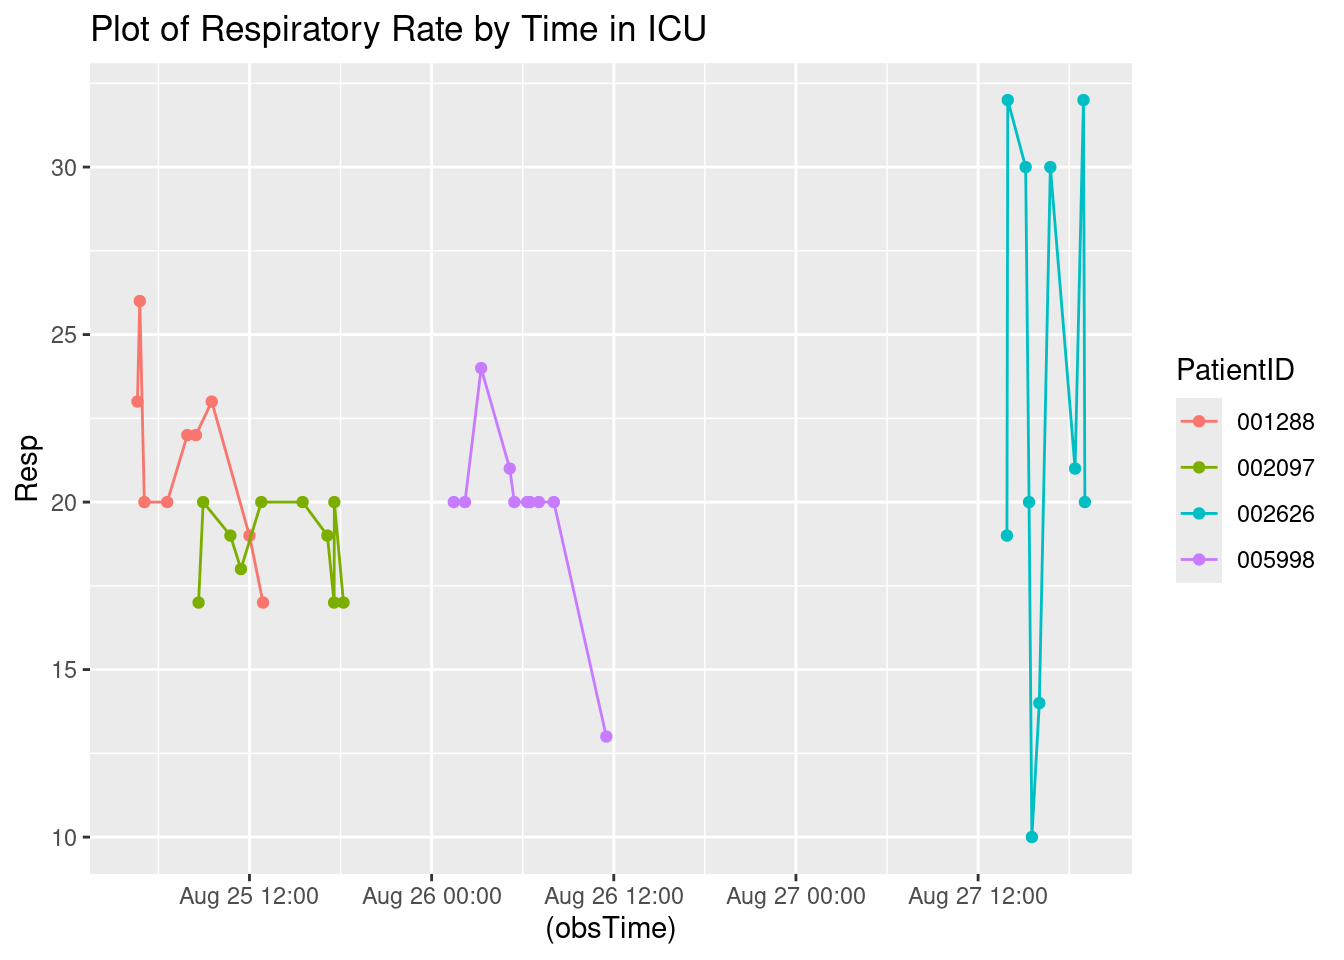 Plot of Respiratory Rate by Time in ICU
Resp
30
25
20
15
10
Aug 25 12:00 Aug 26 00:00 Aug 26 12:00 Aug 27 00:00 Aug 27 12:00
(obsTime)
PatientID
001288
002097
002626
005998